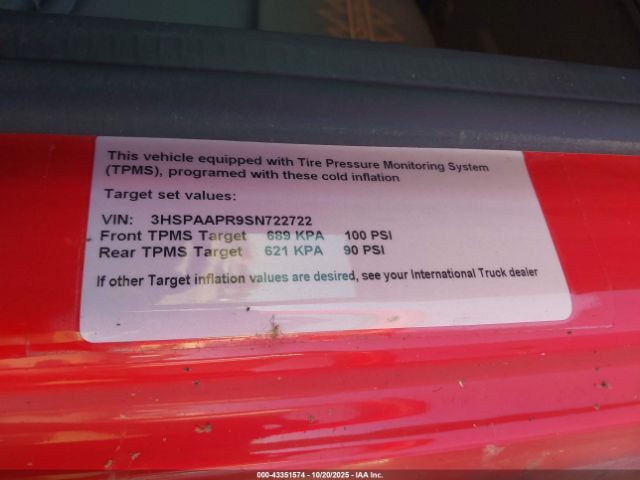 This vehicle equipped with Tire Pressure Monitoring System
(TPMS), programed with these cold inflation
Target set values:
VIN: 3HSPAAPR9SN722722
Front TPMS Target 689 KPA 100 PSI
Rear TPMS Target 621 KPA 90 PSI
If other Target inflation values are desired, see your International Truck dealer
000-43351574 - 10/20/2025 - IAA Inc.